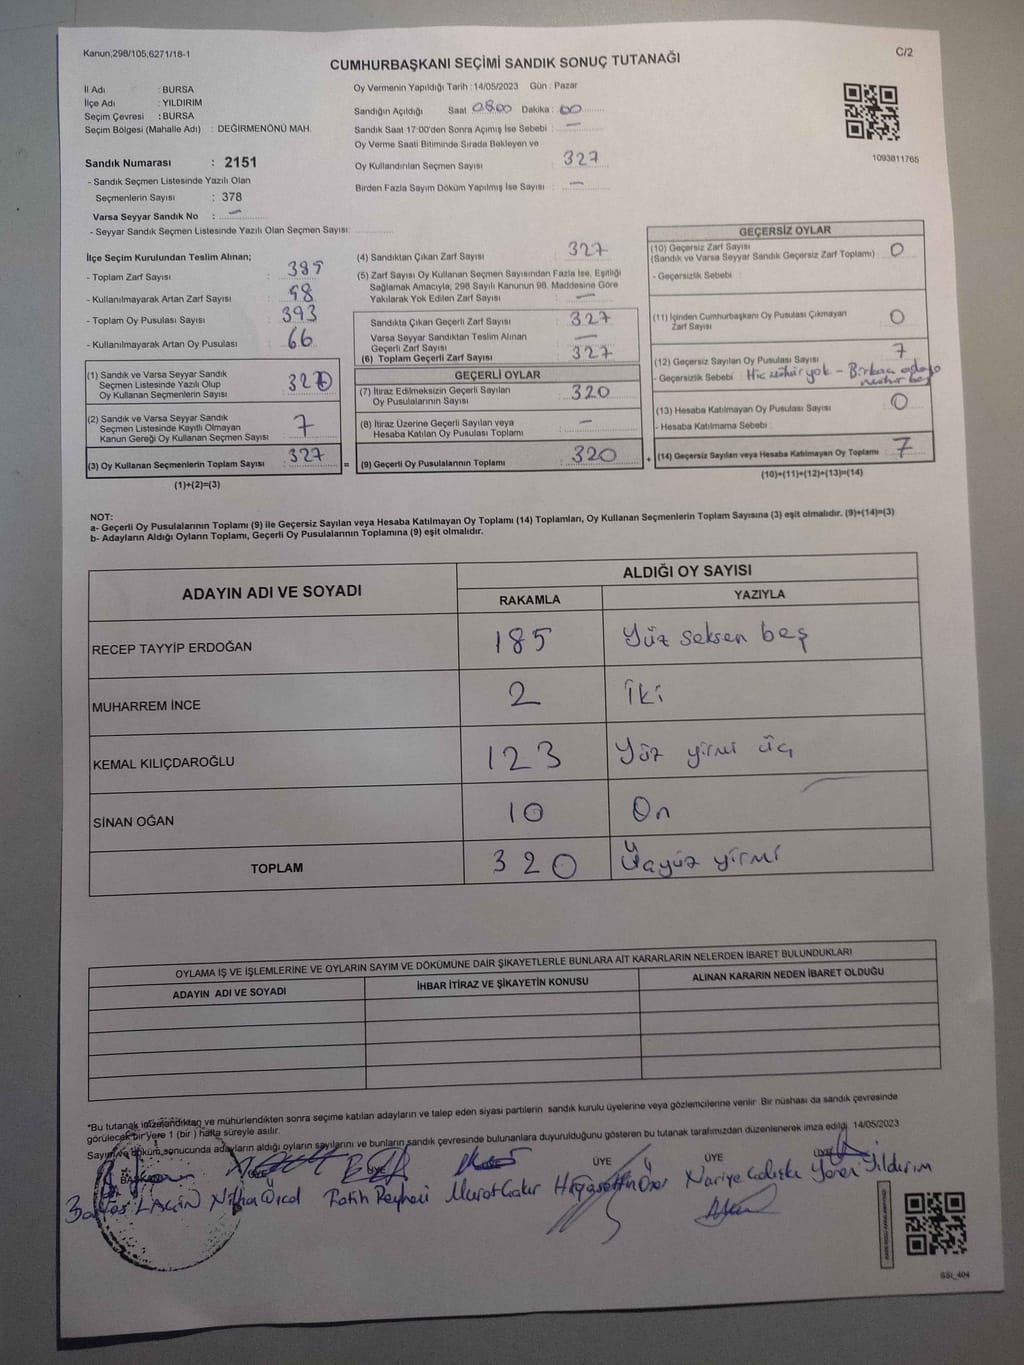 Kanun;298/105,6271/18-1
C/2
CUMHURBAŞKANI SEÇİMİ SANDIK SONUÇ TUTANAĞI
İl Adı : BURSA
İlçe Adı : YILDIRIM
Seçim Çevresi : BURSA
Seçim Bölgesi (Mahalle Adı) : DEĞİRMENÖNÜ MAH.
Sandık Numarası : 2151
- Sandık Seçmen Listesinde Yazılı Olan
Seçmenlerin Sayısı : 378
Varsa Seyyar Sandık No : –
- Seyyar Sandık Seçmen Listesinde Yazılı Olan Seçmen Sayısı:
Oy Vermenin Yapıldığı Tarih : 14/05/2023 Gün : Pazar
Sandığın Açıldığı Saat 08.00 Dakika : 00
Sandık Saat 17:00'den Sonra Açımış İse Sebebi : –
Oy Verme Saati Bitiminde Sırada Bekleyen ve
Oy Kullandırılan Seçmen Sayısı : 327
Birden Fazla Sayım Döküm Yapılmış İse Sayısı : –
1093811765
İlçe Seçim Kurulundan Teslim Alınan;
- Toplam Zarf Sayısı : 385
- Kullanılmayarak Artan Zarf Sayısı : 58
- Toplam Oy Pusulası Sayısı : 393
- Kullanılmayarak Artan Oy Pusulası : 66
(1) Sandık ve Varsa Seyyar Sandık
Seçmen Listesinde Yazılı Olup
Oy Kullanan Seçmenlerin Sayısı : 320
(2) Sandık ve Varsa Seyyar Sandık
Seçmen Listesinde Kayıtlı Olmayan
Kanun Gereği Oy Kullanan Seçmen Sayısı : 7
(3) Oy Kullanan Seçmenlerin Toplam Sayısı : 327
(1)+(2)=(3)
(4) Sandıktan Çıkan Zarf Sayısı : 327
(5) Zarf Sayısı Oy Kullanan Seçmen Sayısından Fazla İse, Eşitliği
Sağlamak Amacıyla, 298 Sayılı Kanunun 98. Maddesine Göre
Yakılarak Yok Edilen Zarf Sayısı : –
Sandıkta Çıkan Geçerli Zarf Sayısı : 327
Varsa Seyyar Sandıktan Teslim Alınan
Geçerli Zarf Sayısı : –
(6) Toplam Geçerli Zarf Sayısı : 327
GEÇERLİ OYLAR
(7) İtiraz Edilmeksizin Geçerli Sayılan
Oy Pusulalarının Sayısı : 320
(8) İtiraz Üzerine Geçerli Sayılan veya
Hesaba Katılan Oy Pusulası Toplamı : –
= (9) Geçerli Oy Pusulalarının Toplamı : 320
GEÇERSİZ OYLAR
(10) Geçersiz Zarf Sayısı
(Sandık ve Varsa Seyyar Sandık Geçersiz Zarf Toplamı) : 0
- Geçersizlik Sebebi :
(11) İçinden Cumhurbaşkanı Oy Pusulası Çıkmayan
Zarf Sayısı : 0
(12) Geçersiz Sayılan Oy Pusulası Sayısı : 7
- Geçersizlik Sebebi : Hiç mühür yok - Birkaç adaya
mühür
(13) Hesaba Katılmayan Oy Pusulası Sayısı : 0
- Hesaba Katılmama Sebebi :
+ (14) Geçersiz Sayılan veya Hesaba Katılmayan Oy Toplamı : 7
(10)+(11)+(12)+(13)=(14)
NOT:
a- Geçerli Oy Pusulalarının Toplamı (9) ile Geçersiz Sayılan veya Hesaba Katılmayan Oy Toplamı (14) Toplamları, Oy Kullanan Seçmenlerin Toplam Sayısına (3) eşit olmalıdır. (9)+(14)=(3)
b- Adayların Aldığı Oyların Toplamı, Geçerli Oy Pusulalarının Toplamına (9) eşit olmalıdır.
ADAYIN ADI VE SOYADI ALDIĞI OY SAYISI
RAKAMLA YAZIYLA
RECEP TAYYİP ERDOĞAN 185 Yüz seksen beş
MUHARREM İNCE 2 İki
KEMAL KILIÇDAROĞLU 123 Yüz yirmi üç
SİNAN OĞAN 10 On
TOPLAM 320 Üçyüz yirmi
OYLAMA İŞ VE İŞLEMLERİNE VE OYLARIN SAYIM VE DÖKÜMÜNE DAİR ŞİKAYETLERLE BUNLARA AİT KARARLARIN NELERDEN İBARET BULUNDUKLARI
ADAYIN ADI VE SOYADI İHBAR İTİRAZ VE ŞİKAYETİN KONUSU ALINAN KARARIN NEDEN İBARET OLDUĞU
*Bu tutanak imzalandıktan ve mühürlendikten sonra seçime katılan adayların ve talep eden siyasi partilerin sandık kurulu üyelerine veya gözlemcilerine verilir. Bir nüshası da sandık çevresinde
görülecek bir yere 1 (bir) hafta süreyle asılır.
Sayım ve döküm sonucunda adayların aldığı oyların sayılarını ve bunların sandık çevresinde bulunanlara duyurulduğunu gösteren bu tutanak tarafımızdan düzenlenerek imza edildi. 14/05/2023
BAŞKAN ÜYE ÜYE ÜYE ÜYE
Fatih Murat Çakır Nuriye Yıldırım
SSİ_404